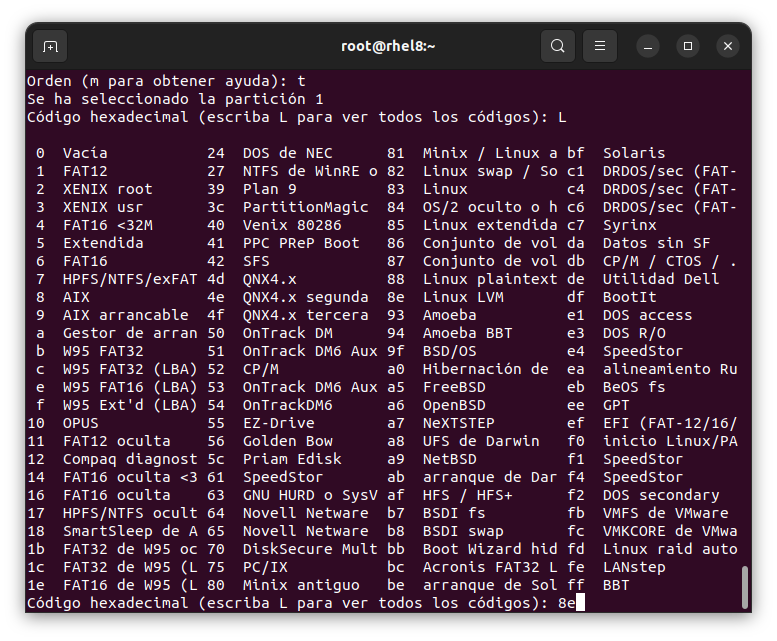 root@rhel8:~
Orden (m para obtener ayuda): t
Se ha seleccionado la partición 1
Código hexadecimal (escriba L para ver todos los códigos): L
0 Vacía 24 DOS de NEC 81 Minix / Linux a bf Solaris
1 FAT12 27 NTFS de WinRE o 82 Linux swap / So c1 DRDOS/sec (FAT-
2 XENIX root 39 Plan 9 83 Linux c4 DRDOS/sec (FAT-
3 XENIX usr 3c PartitionMagic 84 OS/2 oculto o h c6 DRDOS/sec (FAT-
4 FAT16 <32M 40 Venix 80286 85 Linux extendida c7 Syrinx
5 Extendida 41 PPC PReP Boot 86 Conjunto de vol da Datos sin SF
6 FAT16 42 SFS 87 Conjunto de vol db CP/M / CTOS / .
7 HPFS/NTFS/exFAT 4d QNX4.x 88 Linux plaintext de Utilidad Dell
8 AIX 4e QNX4.x segunda 8e Linux LVM df BootIt
9 AIX arrancable 4f QNX4.x tercera 93 Amoeba e1 DOS access
a Gestor de arran 50 OnTrack DM 94 Amoeba BBT e3 DOS R/O
b W95 FAT32 51 OnTrack DM6 Aux 9f BSD/OS e4 SpeedStor
c W95 FAT32 (LBA) 52 CP/M a0 Hibernación de ea alineamiento Ru
e W95 FAT16 (LBA) 53 OnTrack DM6 Aux a5 FreeBSD eb BeOS fs
f W95 Ext'd (LBA) 54 OnTrackDM6 a6 OpenBSD ee GPT
10 OPUS 55 EZ-Drive a7 NeXTSTEP ef EFI (FAT-12/16/
11 FAT12 oculta 56 Golden Bow a8 UFS de Darwin f0 inicio Linux/PA
12 Compaq diagnost 5c Priam Edisk a9 NetBSD f1 SpeedStor
14 FAT16 oculta <3 61 SpeedStor ab arranque de Dar f4 SpeedStor
16 FAT16 oculta 63 GNU HURD o SysV af HFS / HFS+ f2 DOS secondary
17 HPFS/NTFS ocult 64 Novell Netware b7 BSDI fs fb VMFS de VMware
18 SmartSleep de A 65 Novell Netware b8 BSDI swap fc VMKCORE de VMwa
1b FAT32 de W95 oc 70 DiskSecure Mult bb Boot Wizard hid fd Linux raid auto
1c FAT32 de W95 (L 75 PC/IX bc Acronis FAT32 L fe LANstep
1e FAT16 de W95 (L 80 Minix antiguo be arranque de Sol ff BBT
Código hexadecimal (escriba L para ver todos los códigos): 8e